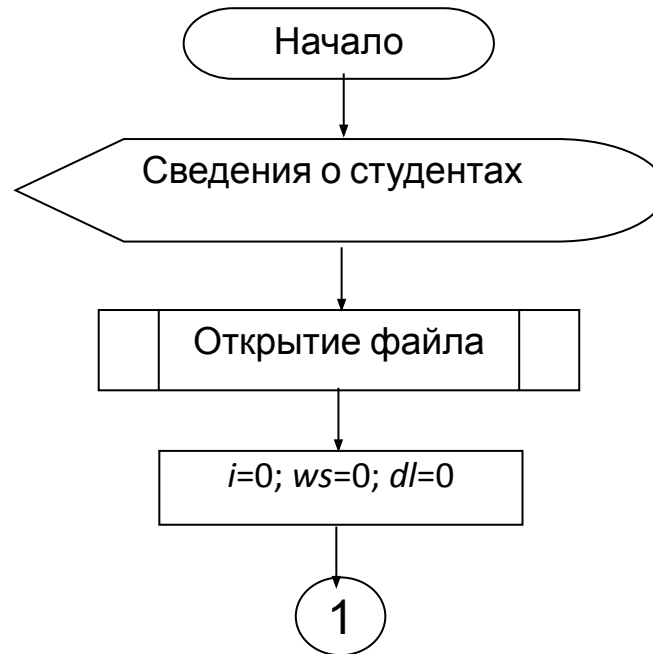 Начало
Сведения о студентах
Открытие файла
i=0; ws=0; dl=0
1